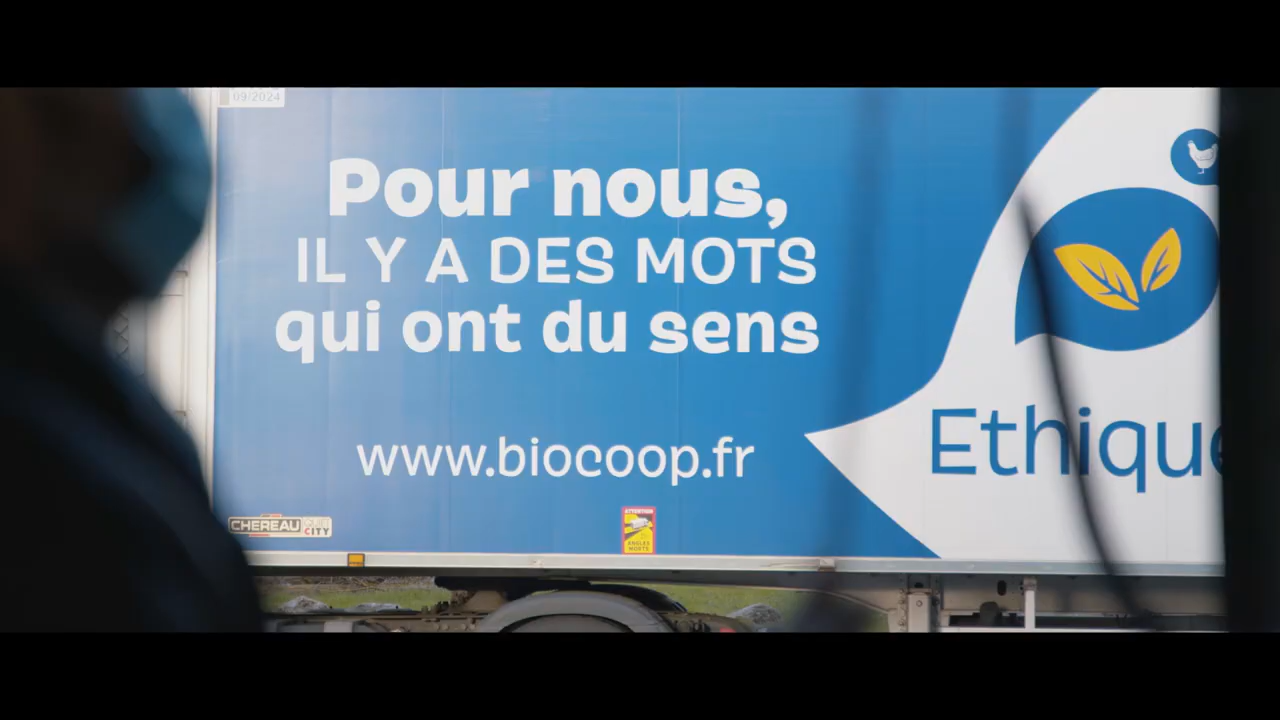 09/2024
Pour nous,
IL Y A DES MOTS
qui ont du sens
www.biocoop.fr
Ethique
CHEREAU
CITY
ATTENTION
ANGLES
MORTS